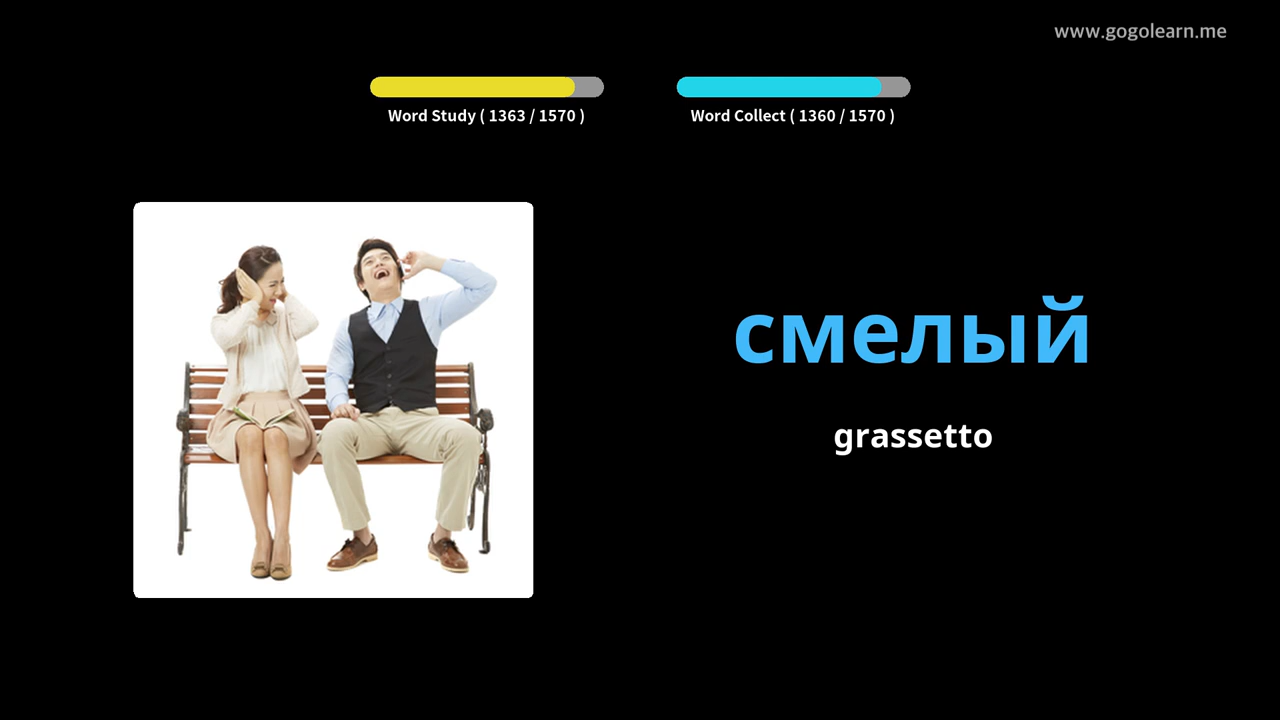 www.gogolearn.me
Word Study ( 1363 / 1570 )
Word Collect ( 1360 / 1570 )
смелый
grassetto